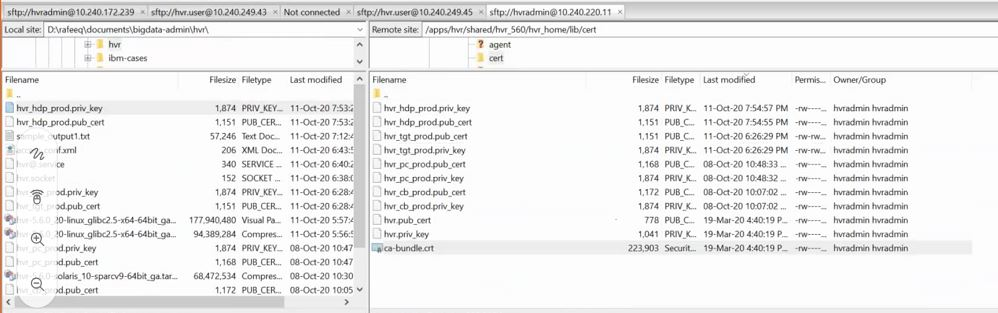 sftp://hvradmin@10.240.172.239 × sftp://hvr.user@10.240.249.43 × Not connected × sftp://hvr.user@10.240.249.45 × sftp://hvradmin@10.240.220.11 ×
Local site: D:\rafeeq\documents\bigdata-admin\hvr\
Remote site: /apps/hvr/shared/hvr_560/hvr_home/lib/cert
hvr
ibm-cases
? agent
cert
Filename Filesize Filetype Last modified
..
hvr_hdp_prod.priv_key 1,874 PRIV_KEY... 11-Oct-20 7:53:2
hvr_hdp_prod.pub_cert 1,151 PUB_CER... 11-Oct-20 7:53:2
output1.txt 57,246 Text Doc... 11-Oct-20 7:12:4
conf.xml 206 XML Doc... 11-Oct-20 6:43:5
hvr@.service 340 SERVICE ... 11-Oct-20 6:40:2
hvr.socket 152 SOCKET ... 11-Oct-20 6:38:0
prod.priv_key 1,874 PRIV_KEY... 11-Oct-20 6:28:4
hvr_tgt_prod.pub_cert 1,151 PUB_CER... 11-Oct-20 6:28:4
hvr-5.6.0_20-linux_glibc2.5-x64-64bit_ga... 177,940,480 Visual Pa... 11-Oct-20 5:57:4
20-linux_glibc2.5-x64-64bit_ga... 94,389,284 Compres... 11-Oct-20 5:56:4
hvr_pc_prod.priv_key 1,874 PRIV_KEY... 08-Oct-20 10:47
hvr_pc_prod.pub_cert 1,168 PUB_CER... 08-Oct-20 10:47
hvr-5.6.0-solaris_10-sparcv9-64bit_ga.tar... 68,472,534 Compres... 08-Oct-20 10:30
prod.pub_cert 1,172 PUB_CER... 08-Oct-20 10:05
Filename Filesize Filetype Last modified Permis... Owner/Group
..
hvr_hdp_prod.priv_key 1,874 PRIV_K... 11-Oct-20 7:54:57 PM -rw----... hvradmin hvradmin
hvr_hdp_prod.pub_cert 1,151 PUB_C... 11-Oct-20 7:54:55 PM -rw----... hvradmin hvradmin
hvr_tgt_prod.pub_cert 1,151 PUB_C... 11-Oct-20 6:26:29 PM -rw-rw... hvradmin hvradmin
hvr_tgt_prod.priv_key 1,874 PRIV_K... 11-Oct-20 6:26:29 PM -rw-rw... hvradmin hvradmin
hvr_pc_prod.pub_cert 1,168 PUB_C... 08-Oct-20 10:48:33 ... -rw----... hvradmin hvradmin
hvr_pc_prod.priv_key 1,874 PRIV_K... 08-Oct-20 10:48:32 ... -rw----... hvradmin hvradmin
hvr_cb_prod.pub_cert 1,172 PUB_C... 08-Oct-20 10:07:02 ... -rw----... hvradmin hvradmin
hvr_cb_prod.priv_key 1,874 PRIV_K... 08-Oct-20 10:07:02 ... -rw----... hvradmin hvradmin
hvr.pub_cert 778 PUB_C... 19-Mar-20 4:40:19 P... -rw----... hvradmin hvradmin
hvr.priv_key 1,041 PRIV_K... 19-Mar-20 4:40:19 P... -rw----... hvradmin hvradmin
ca-bundle.crt 223,903 Securit... 19-Mar-20 4:40:19 P... -rw----... hvradmin hvradmin